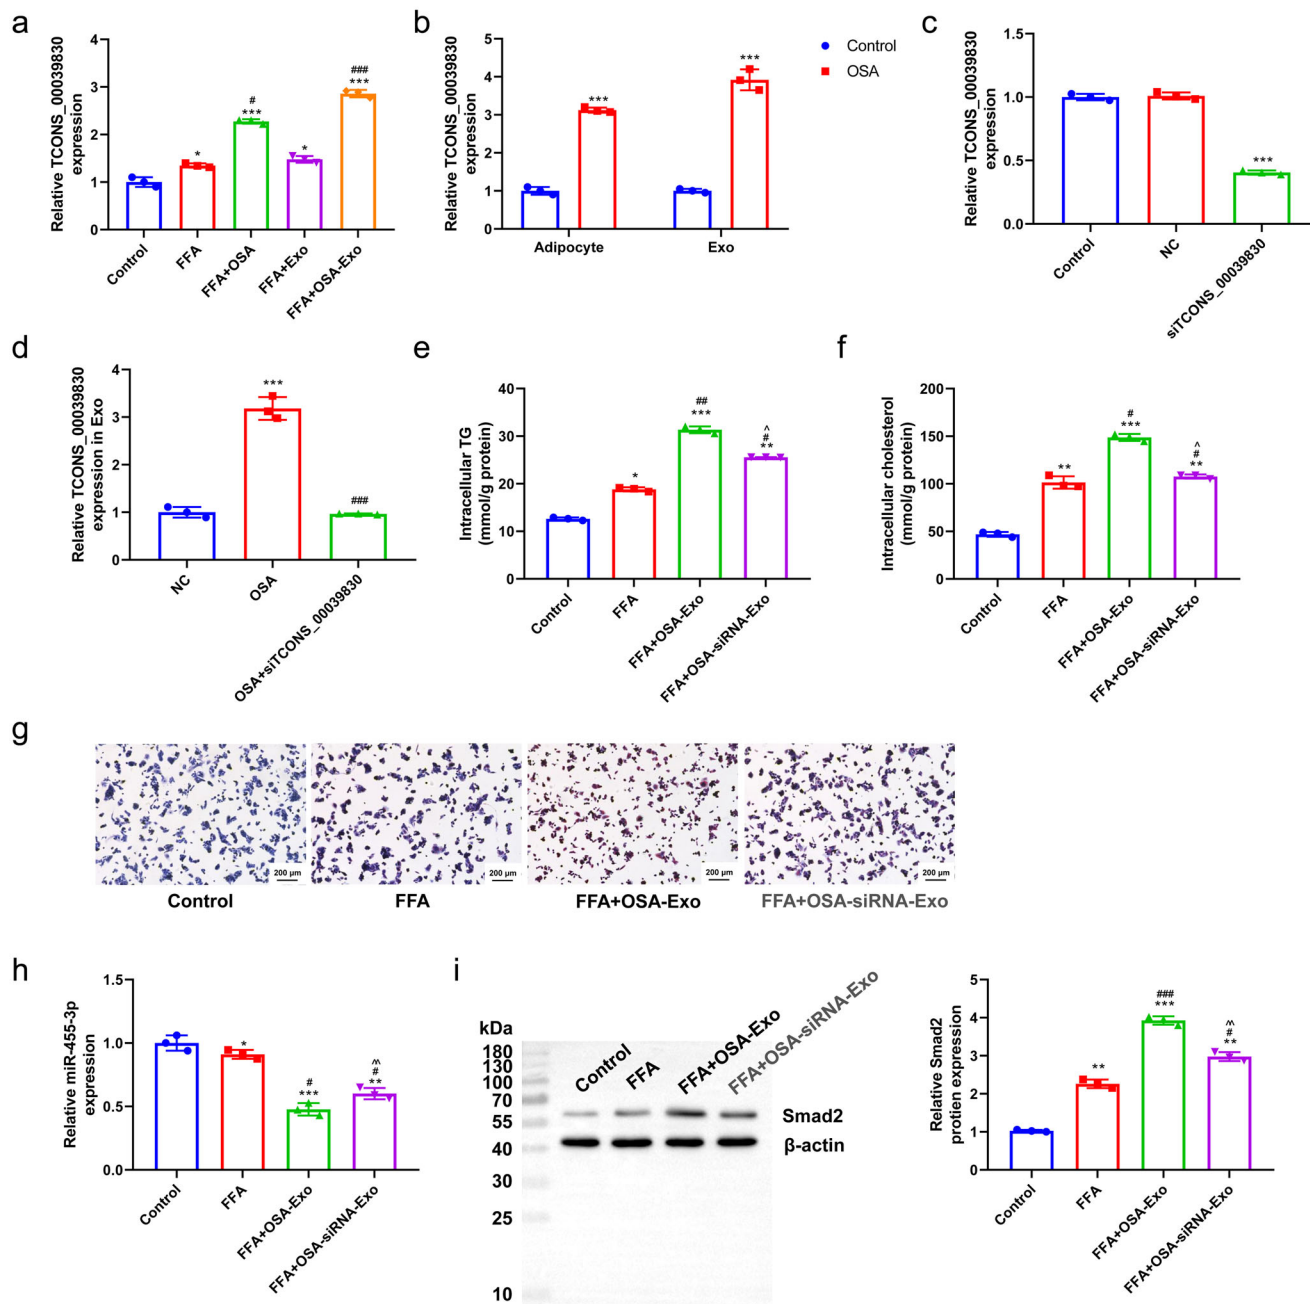 a
Relative TCONS_00039830
expression
4
3
2
1
0
*
#
***
*
###
***
Control
FFA
FFA+OSA
FFA+Exo
FFA+OSA-Exo
b
Relative TCONS_00039830
expression
5
4
3
2
1
0
***
***
Adipocyte
Exo
Control
OSA
c
Relative TCONS_00039830
expression
1.5
1.0
0.5
0.0
***
Control
NC
siTCONS_00039830
d
Relative TCONS_00039830
expression in Exo
4
3
2
1
0
***
###
NC
OSA
OSA+siTCONS_00039830
e
Intracellular TG
(mmol/g protein)
40
30
20
10
0
*
##
***
^
#
**
Control
FFA
FFA+OSA-Exo
FFA+OSA-siRNA-Exo
f
Intracellular cholesterol
(mmol/g protein)
200
150
100
50
0
**
#
***
^
#
**
Control
FFA
FFA+OSA-Exo
FFA+OSA-siRNA-Exo
g
200 µm
200 µm
200 µm
200 µm
Control
FFA
FFA+OSA-Exo
FFA+OSA-siRNA-Exo
h
Relative miR-455-3p
expression
1.5
1.0
0.5
0.0
*
#
***
^^
#
**
Control
FFA
FFA+OSA-Exo
FFA+OSA-siRNA-Exo
i
kDa
180
130
100
70
55
40
30
25
10
Control
FFA
FFA+OSA-Exo
FFA+OSA-siRNA-Exo
Smad2
β-actin
Relative Smad2
protien expression
5
4
3
2
1
0
**
###
***
^^
#
**
Control
FFA
FFA+OSA-Exo
FFA+OSA-siRNA-Exo